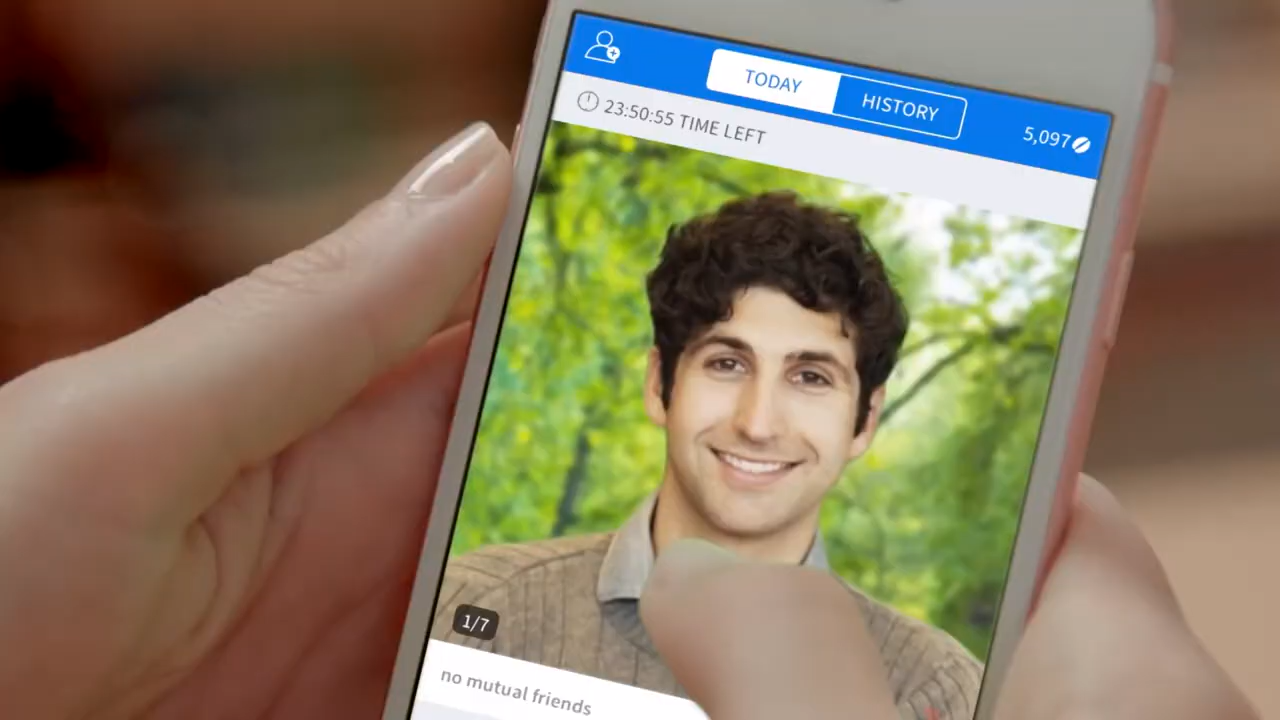 TODAY
HISTORY
5,097
23:50:55 TIME LEFT
1/7
no mutual friends